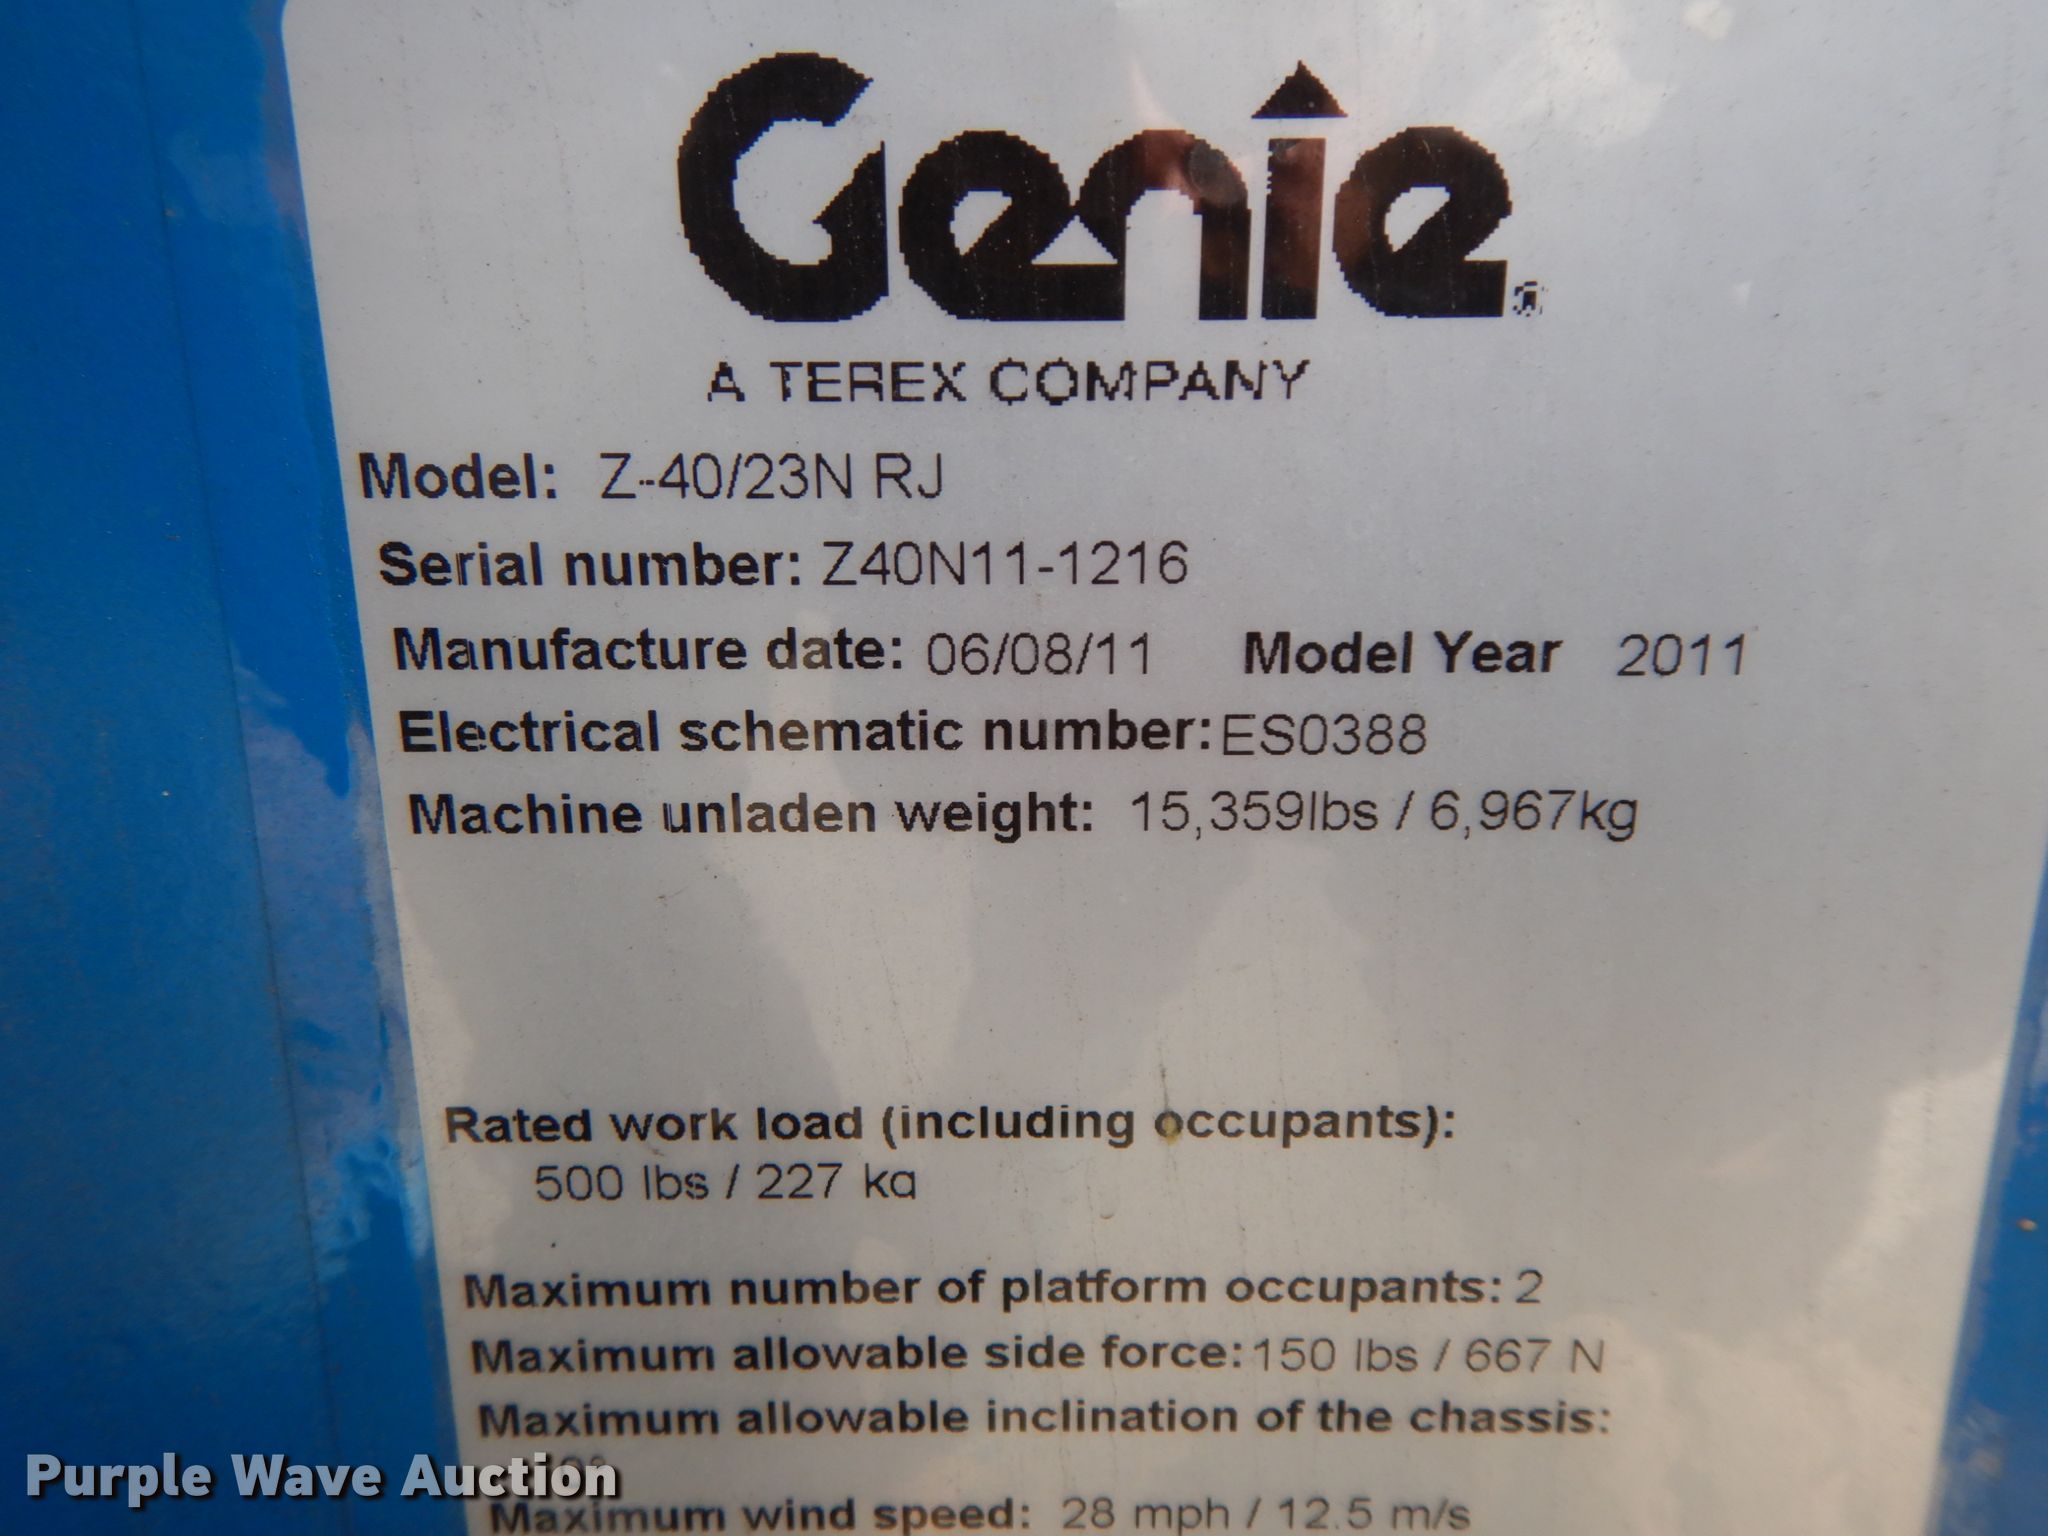 Genie®
A TEREX COMPANY
Model: Z-40/23N RJ
Serial number: Z40N11-1216
Manufacture date: 06/08/11 Model Year 2011
Electrical schematic number: ES0388
Machine unladen weight: 15,359lbs / 6,967kg
Rated work load (including occupants):
500 lbs / 227 kg
Maximum number of platform occupants: 2
Maximum allowable side force: 150 lbs / 667 N
Maximum allowable inclination of the chassis:
Purple Wave Auction
Maximum wind speed: 28 mph / 12.5 m/s